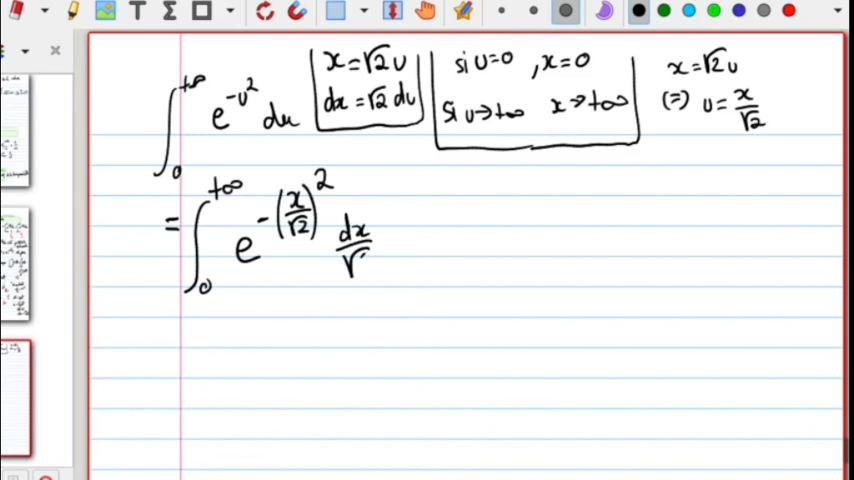 ∫₀^{+∞} e^{-u²} du   x = √2 u   si u=0 , x=0   x = √2 u
dx = √2 du   si u→+∞   x→+∞   (=) u = x/√2
= ∫₀^{+∞} e^{-(x/√2)²} dx/√